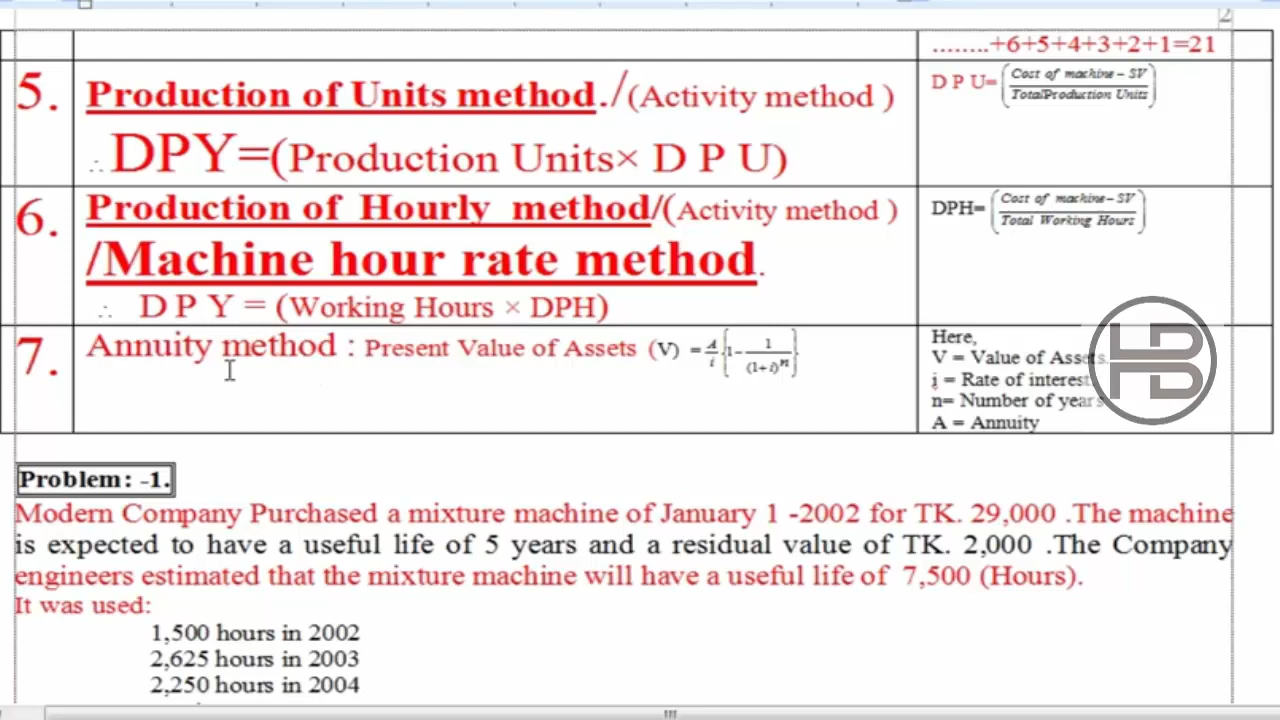 2
........+6+5+4+3+2+1=21
5. Production of Units method./(Activity method )
D P U= (Cost of machine– SV / TotalProduction Units)
∴ DPY=(Production Units× D P U)
6. Production of Hourly method/(Activity method )
/Machine hour rate method.
DPH= (Cost of machine– SV / Total Working Hours)
∴ D P Y = (Working Hours × DPH)
7. Annuity method : Present Value of Assets (V) = A/i {1– 1/(1+i)^n}
Here,
V = Value of Assets.
i = Rate of interest
n= Number of years
A = Annuity
Problem: -1.
Modern Company Purchased a mixture machine of January 1 -2002 for TK. 29,000 .The machine
is expected to have a useful life of 5 years and a residual value of TK. 2,000 .The Company
engineers estimated that the mixture machine will have a useful life of 7,500 (Hours).
It was used:
1,500 hours in 2002
2,625 hours in 2003
2,250 hours in 2004